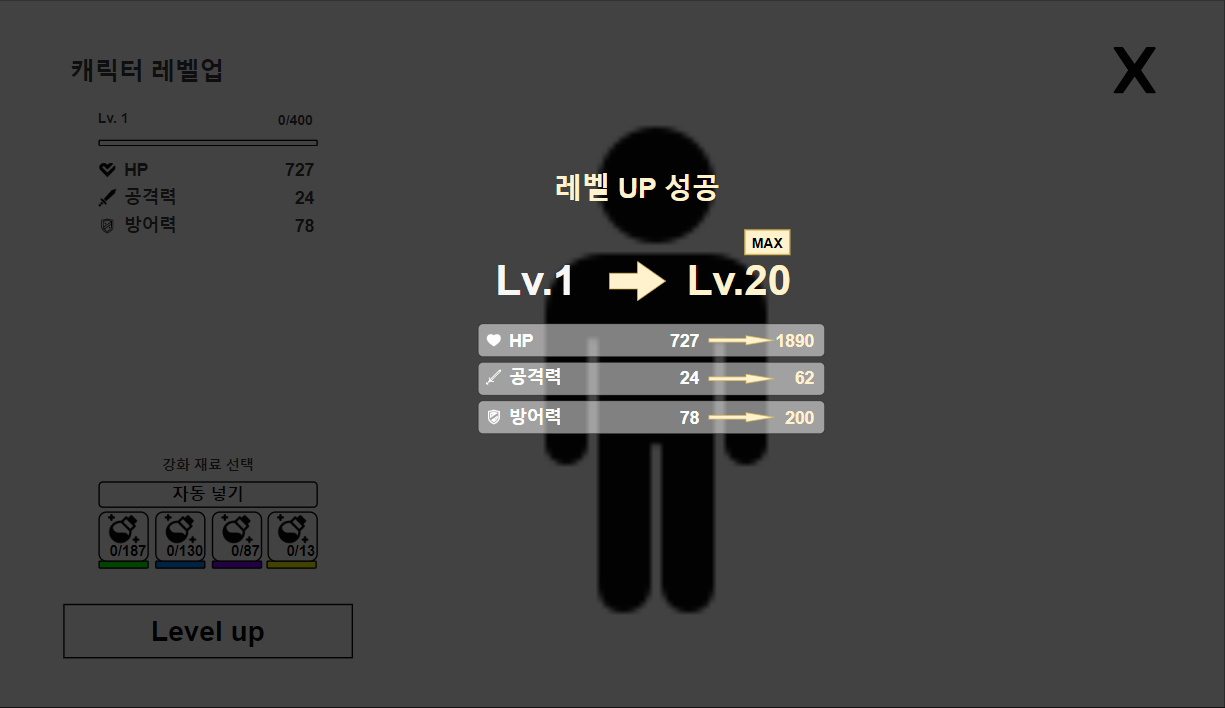 캐릭터 레벨업
X
Lv. 1 0/400
HP 727
공격력 24
방어력 78
레벨 UP 성공
MAX
Lv.1 Lv.20
HP 727 1890
공격력 24 62
방어력 78 200
강화 재료 선택
자동 넣기
0/187 0/130 0/87 0/13
Level up